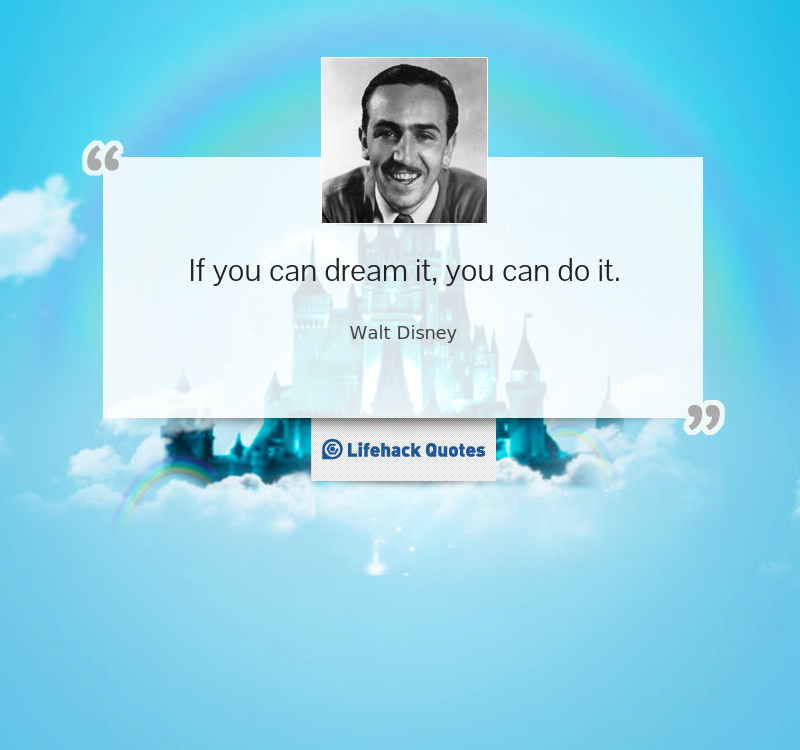 “
If you can dream it, you can do it.
Walt Disney
”
Lifehack Quotes